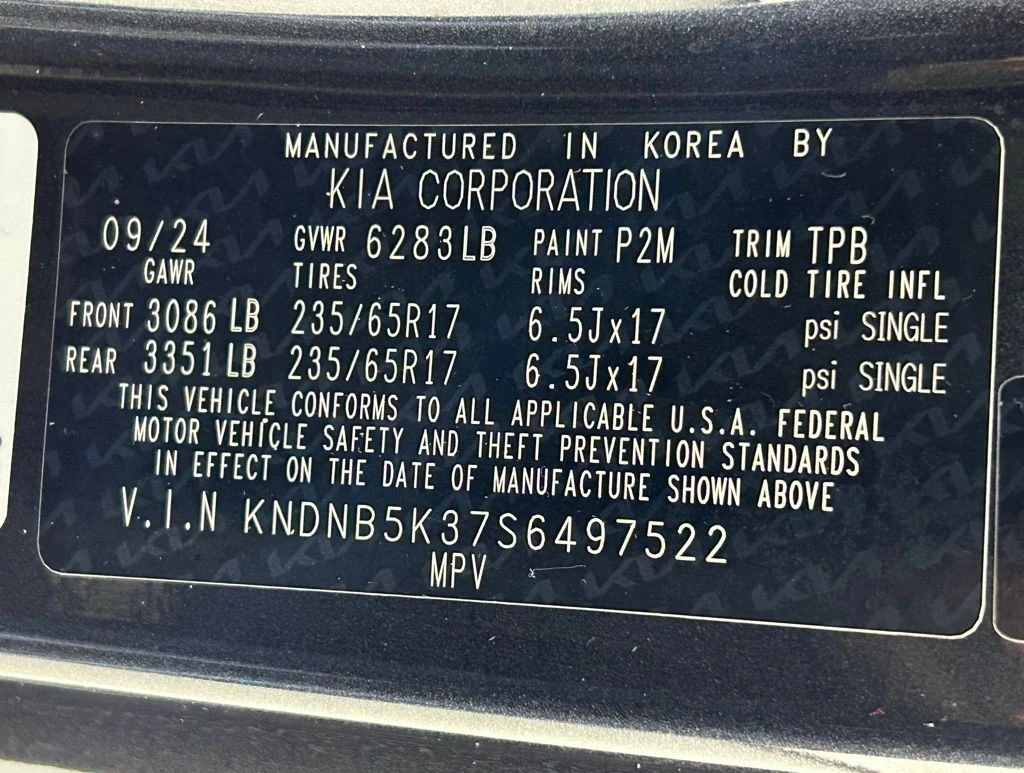 MANUFACTURED IN KOREA BY
KIA CORPORATION
09/24 GVWR 6283LB PAINT P2M TRIM TPB
GAWR TIRES RIMS COLD TIRE INFL
FRONT 3086 LB 235/65R17 6.5Jx17 psi SINGLE
REAR 3351 LB 235/65R17 6.5Jx17 psi SINGLE
THIS VEHICLE CONFORMS TO ALL APPLICABLE U.S.A. FEDERAL
MOTOR VEHICLE SAFETY AND THEFT PREVENTION STANDARDS
IN EFFECT ON THE DATE OF MANUFACTURE SHOWN ABOVE
V.I.N KNDNB5K37S6497522
MPV